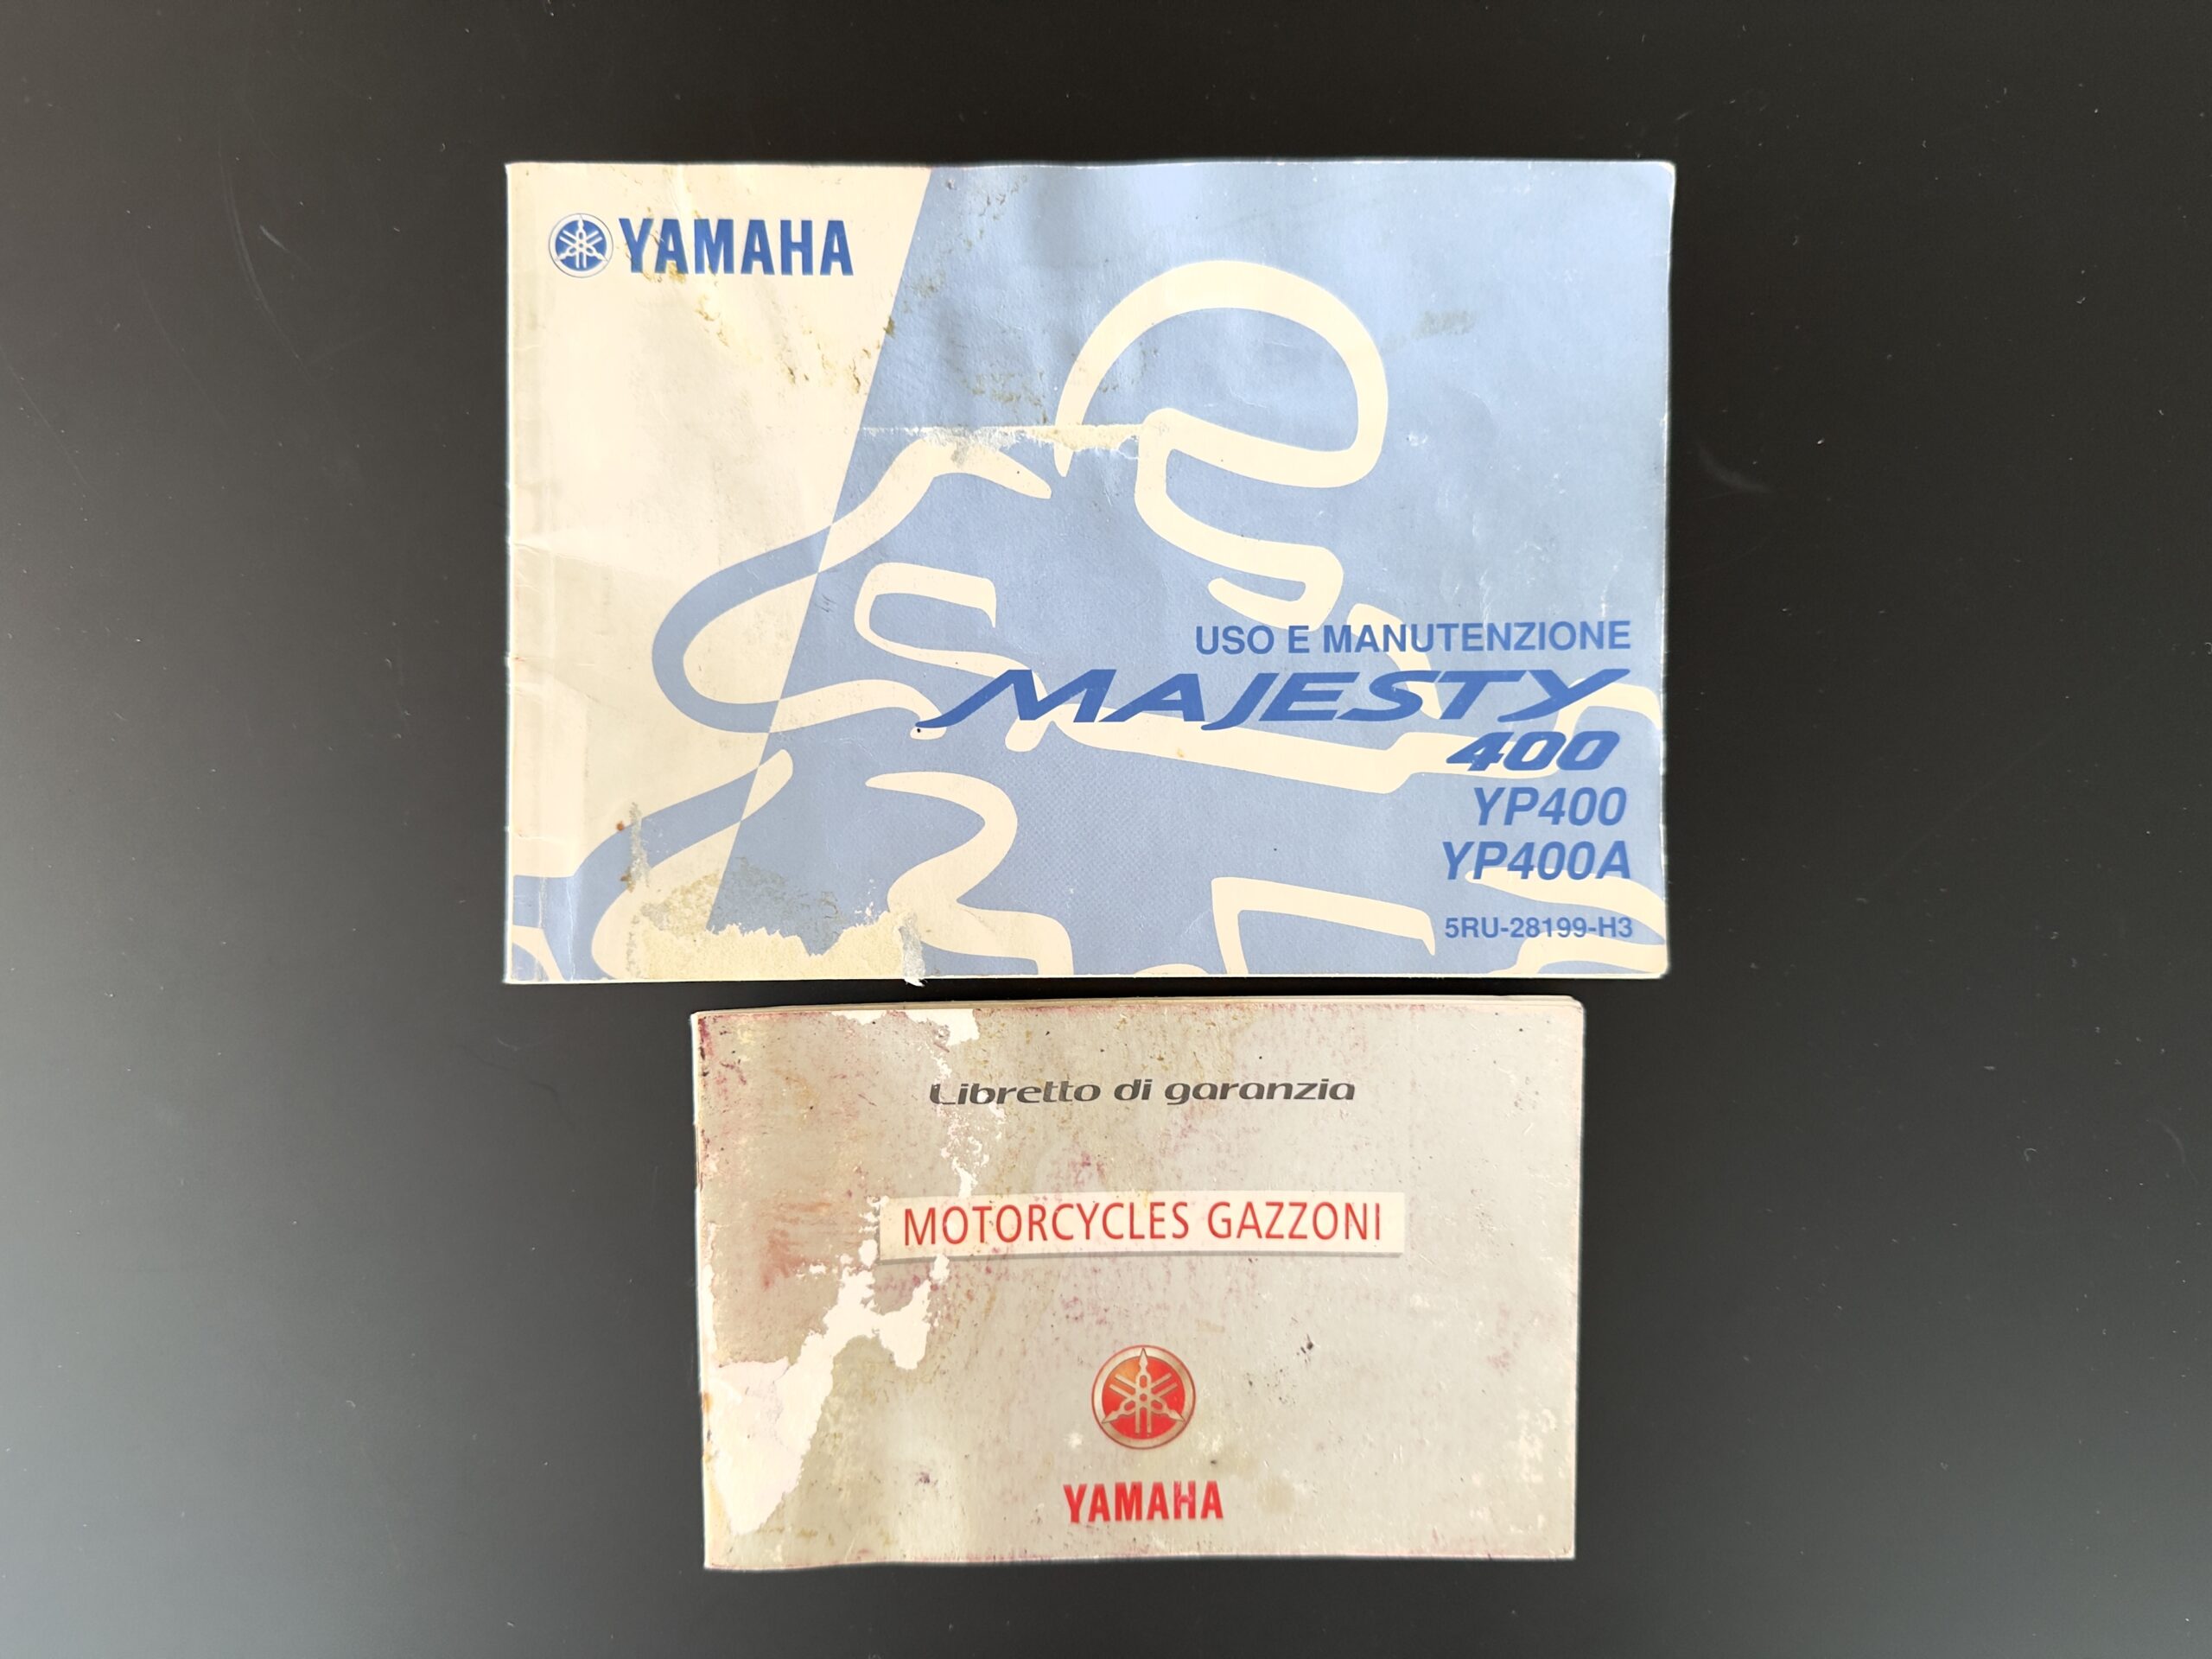 YAMAHA
USO E MANUTENZIONE
MAJESTY
400
YP400
YP400A
5RU-28199-H3
Libretto di garanzia
MOTORCYCLES GAZZONI
YAMAHA